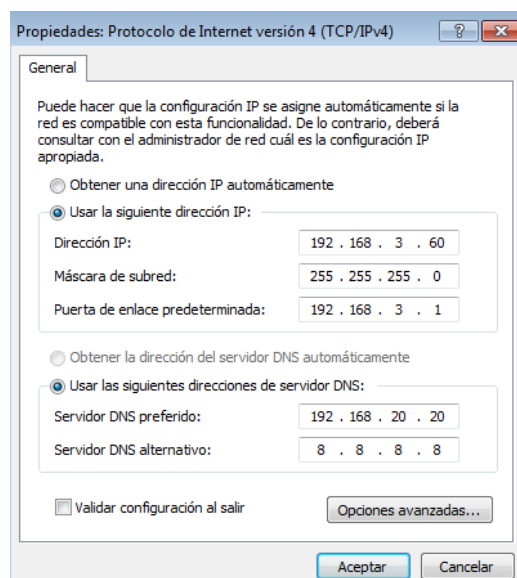 Propiedades: Protocolo de Internet versión 4 (TCP/IPv4)
General
Puede hacer que la configuración IP se asigne automáticamente si la
red es compatible con esta funcionalidad. De lo contrario, deberá
consultar con el administrador de red cuál es la configuración IP
apropiada.
Obtener una dirección IP automáticamente
Usar la siguiente dirección IP:
Dirección IP: 192 . 168 . 3 . 60
Máscara de subred: 255 . 255 . 255 . 0
Puerta de enlace predeterminada: 192 . 168 . 3 . 1
Obtener la dirección del servidor DNS automáticamente
Usar las siguientes direcciones de servidor DNS:
Servidor DNS preferido: 192 . 168 . 20 . 20
Servidor DNS alternativo: 8 . 8 . 8 . 8
Validar configuración al salir Opciones avanzadas...
Aceptar Cancelar